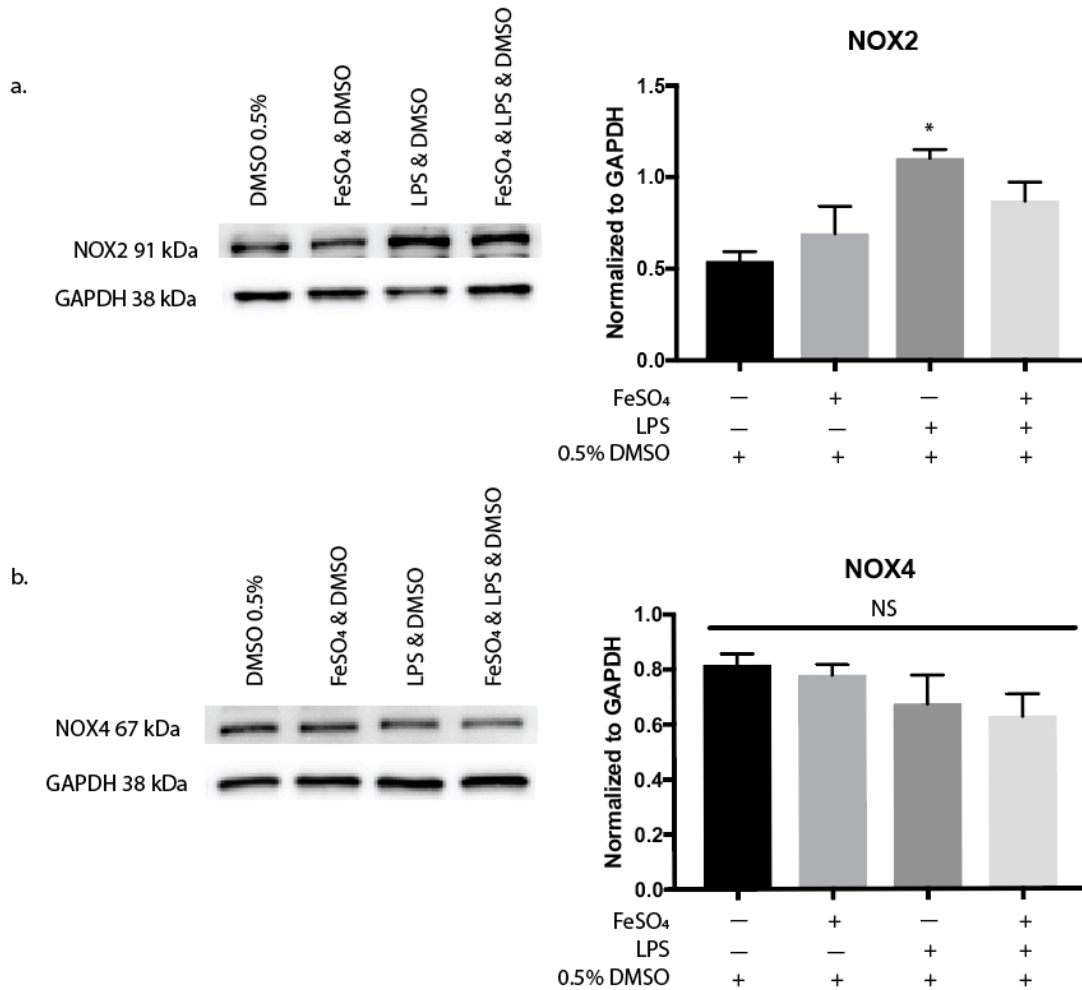 a.
DMSO 0.5%
FeSO₄ & DMSO
LPS & DMSO
FeSO₄ & LPS & DMSO
NOX2 91 kDa
GAPDH 38 kDa
NOX2
Normalized to GAPDH
1.5
1.0
0.5
0.0
*
FeSO₄ — + — +
LPS — — + +
0.5% DMSO + + + +
b.
DMSO 0.5%
FeSO₄ & DMSO
LPS & DMSO
FeSO₄ & LPS & DMSO
NOX4 67 kDa
GAPDH 38 kDa
NOX4
NS
Normalized to GAPDH
1.0
0.8
0.6
0.4
0.2
0.0
FeSO₄ — + — +
LPS — — + +
0.5% DMSO + + + +